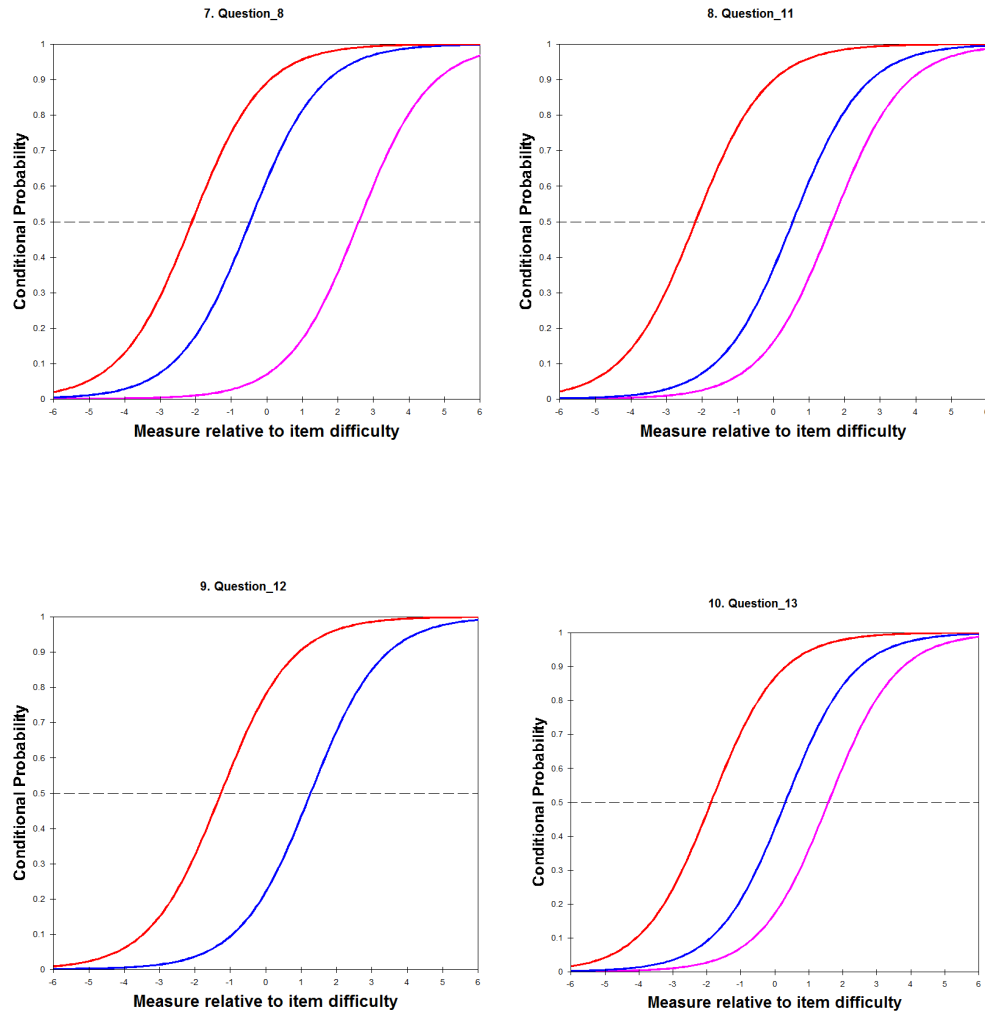 7. Question_8
1
0.9
0.8
0.7
0.6
0.5
0.4
0.3
0.2
0.1
0
Conditional Probability
-6 -5 -4 -3 -2 -1 0 1 2 3 4 5 6
Measure relative to item difficulty
8. Question_11
1
0.9
0.8
0.7
0.6
0.5
0.4
0.3
0.2
0.1
0
Conditional Probability
-6 -5 -4 -3 -2 -1 0 1 2 3 4 5 6
Measure relative to item difficulty
9. Question_12
1
0.9
0.8
0.7
0.6
0.5
0.4
0.3
0.2
0.1
0
Conditional Probability
-6 -5 -4 -3 -2 -1 0 1 2 3 4 5 6
Measure relative to item difficulty
10. Question_13
1
0.9
0.8
0.7
0.6
0.5
0.4
0.3
0.2
0.1
0
Conditional Probability
-6 -5 -4 -3 -2 -1 0 1 2 3 4 5 6
Measure relative to item difficulty